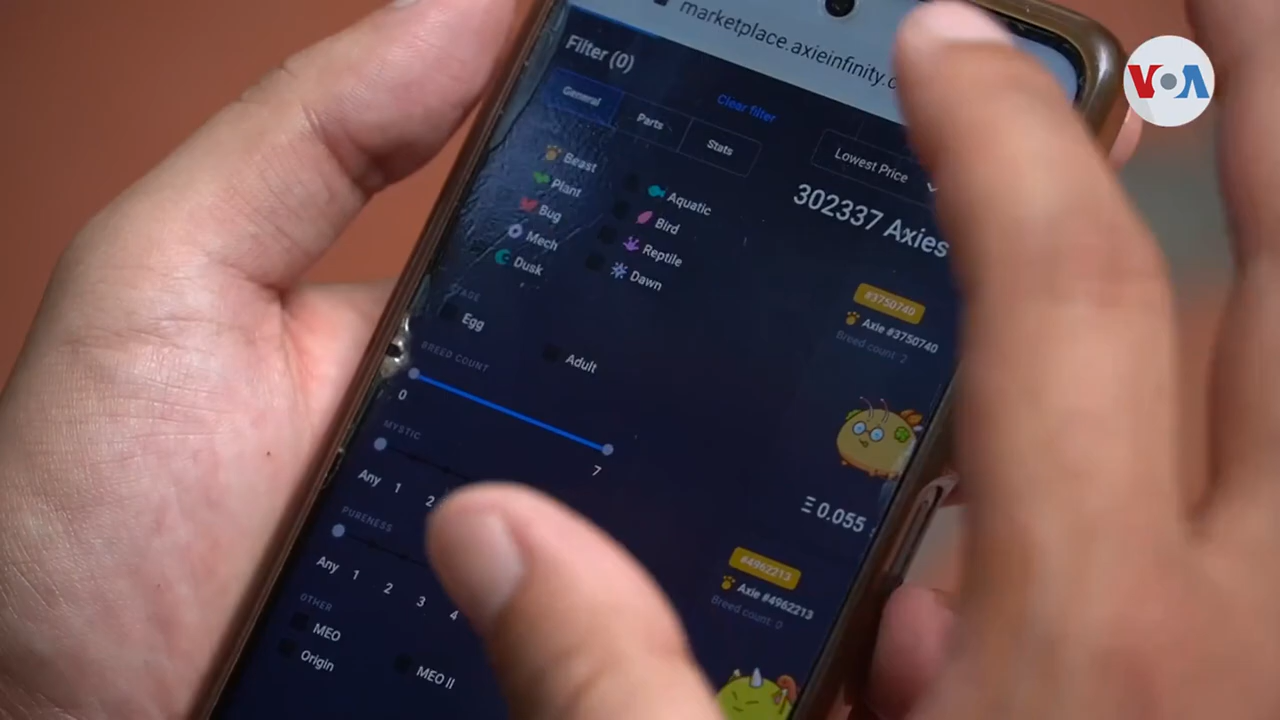 marketplace.axieinfinity.c
VOA
Filter (0)
Clear filter
General
Parts
Stats
Lowest Price
Beast
Aquatic
Plant
Bird
Bug
Reptile
Mech
Dawn
Dusk
302337 Axies
STAGE
Egg
Adult
BREED COUNT
0
7
MYSTIC
Any 1 2
PURENESS
Any 1 2 3 4
OTHER
MEO
MEO II
Origin
#3750740
Axie #3750740
Breed count: 2
Ξ 0.055
#4962213
Axie #4962213
Breed count: 0